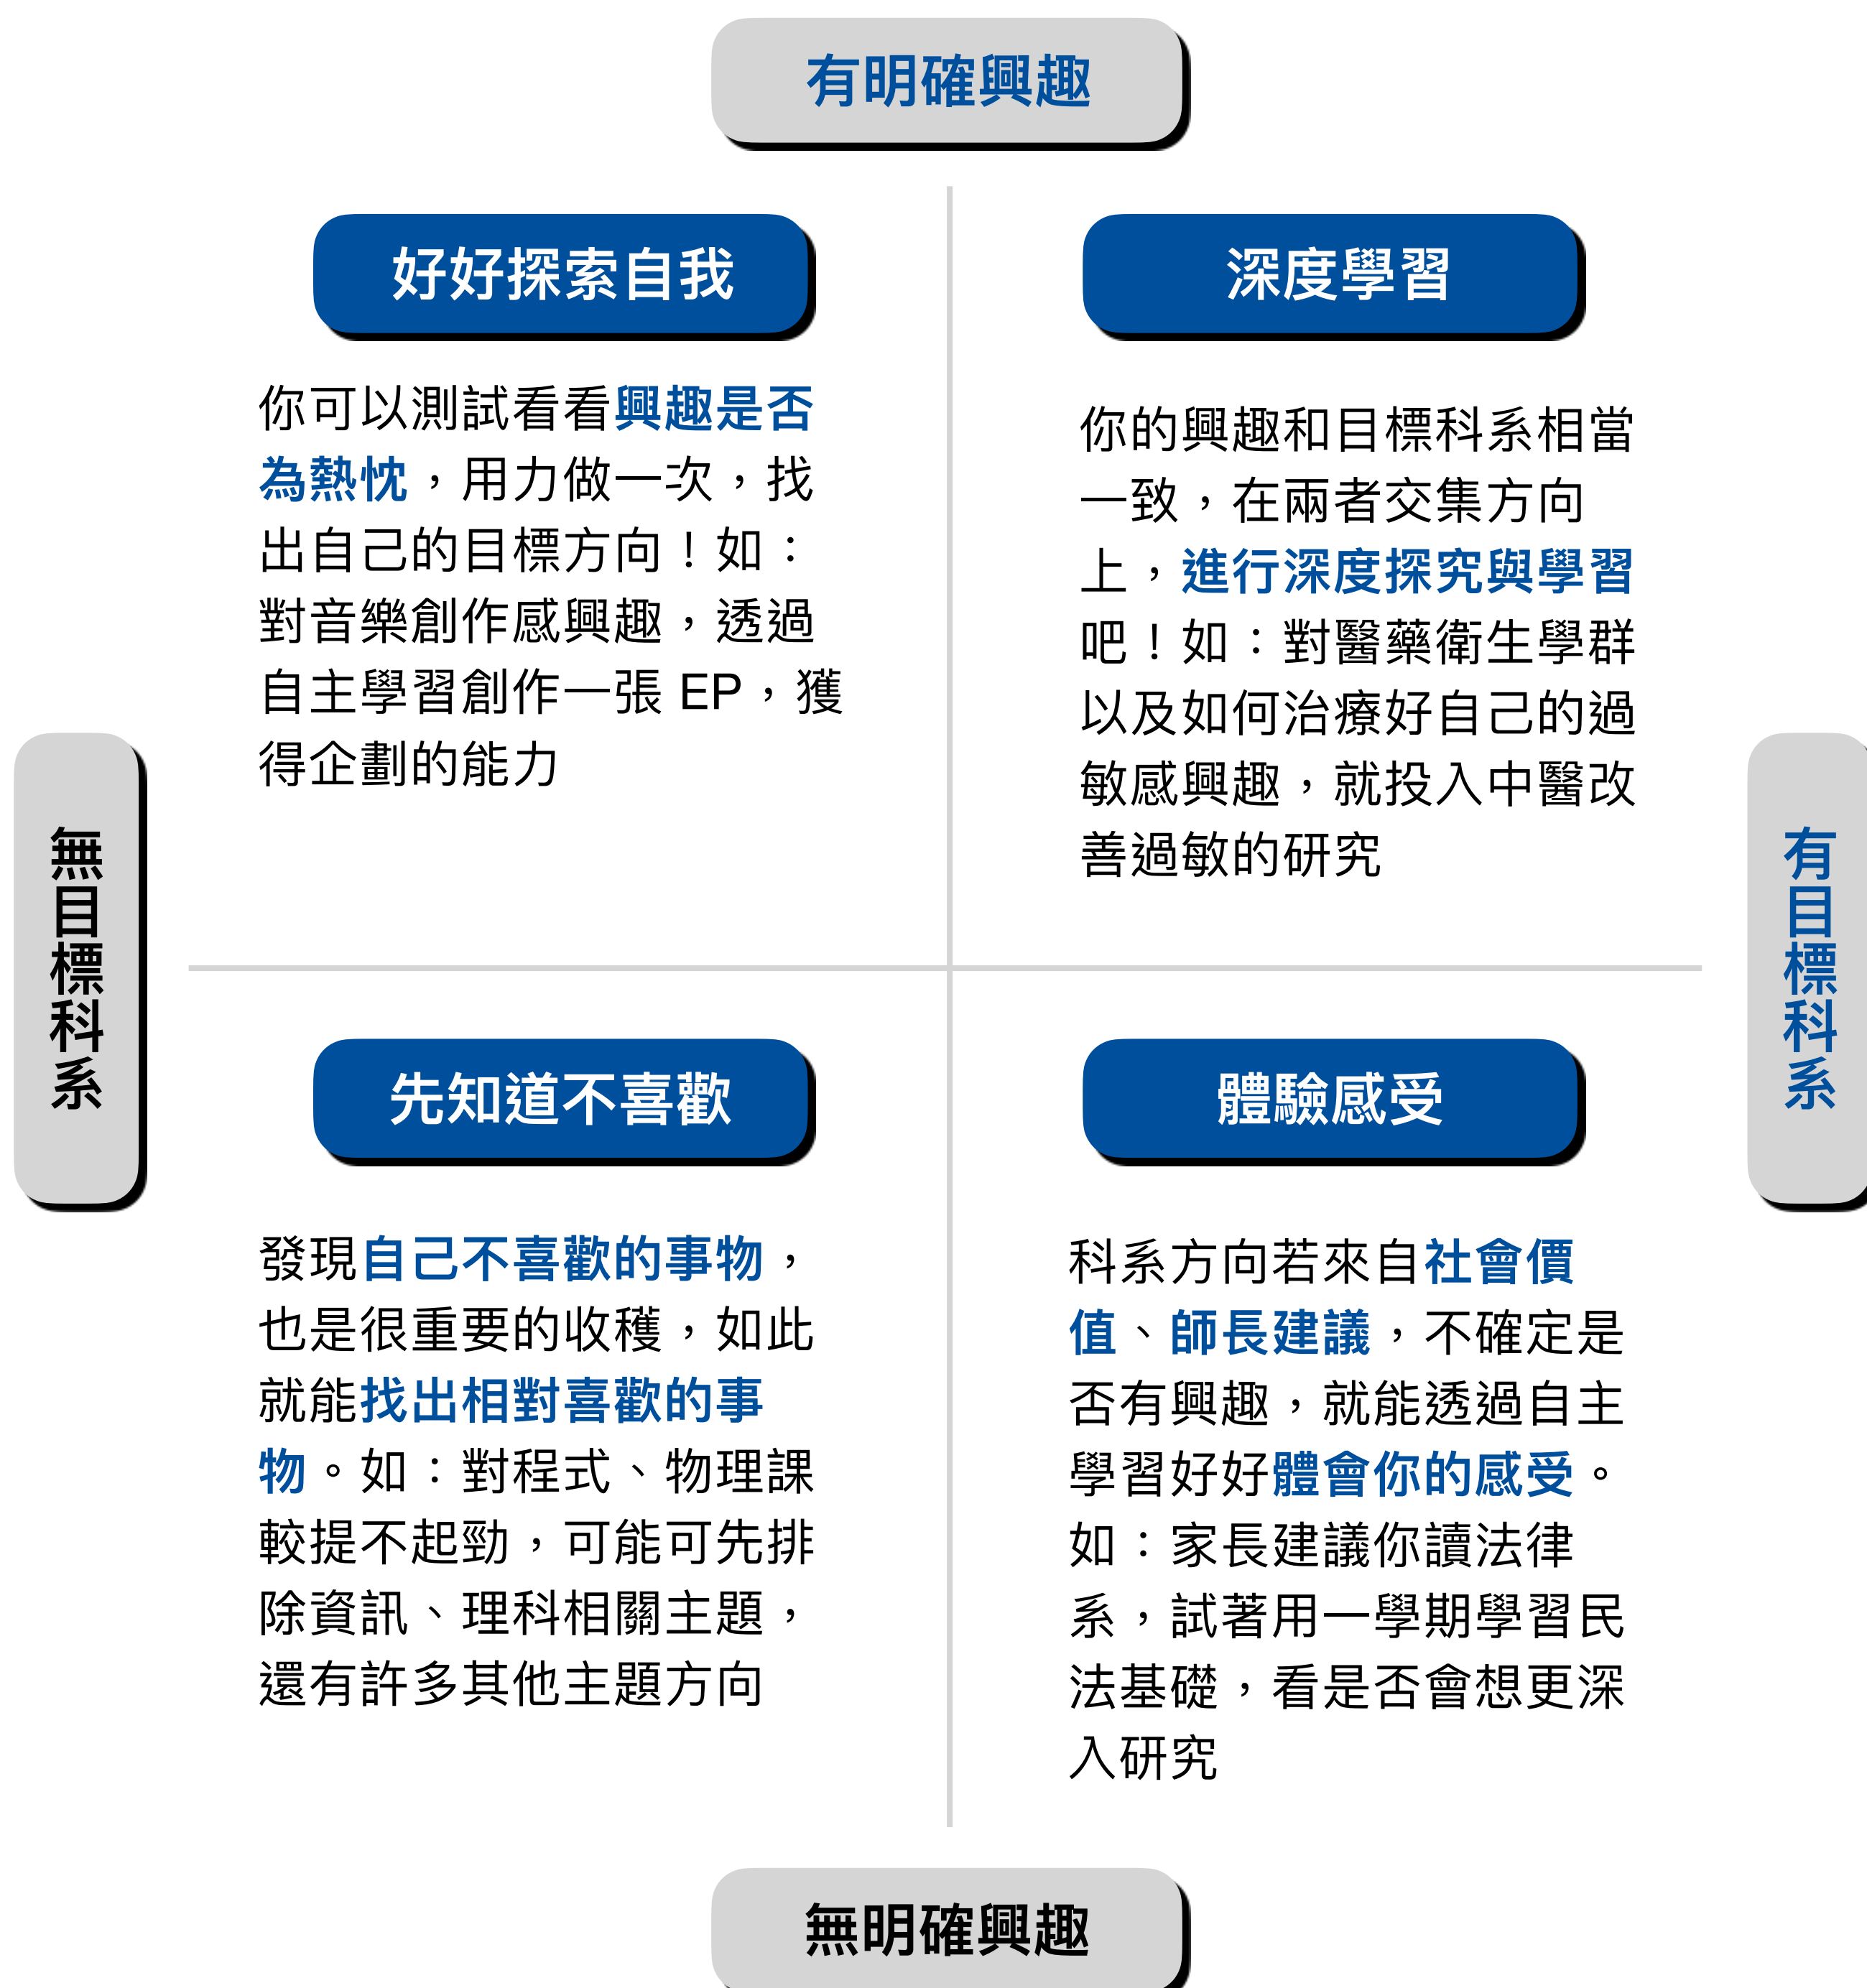 有明確興趣
好好探索自我
你可以測試看看興趣是否
為熱忱，用力做一次，找
出自己的目標方向！如：
對音樂創作感興趣，透過
自主學習創作一張 EP，獲
得企劃的能力
深度學習
你的興趣和目標科系相當
一致，在兩者交集方向
上，進行深度探究與學習
吧！如：對醫藥衛生學群
以及如何治療好自己的過
敏感興趣，就投入中醫改
善過敏的研究
無目標科系
有目標科系
先知道不喜歡
發現自己不喜歡的事物，
也是很重要的收穫，如此
就能找出相對喜歡的事
物。如：對程式、物理課
較提不起勁，可能可先排
除資訊、理科相關主題，
還有許多其他主題方向
體驗感受
科系方向若來自社會價
值、師長建議，不確定是
否有興趣，就能透過自主
學習好好體會你的感受。
如：家長建議你讀法律
系，試著用一學期學習民
法基礎，看是否會想更深
入研究
無明確興趣